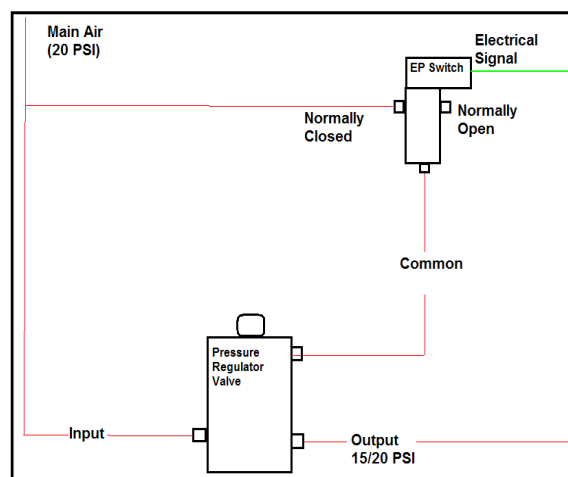 Main Air
(20 PSI)
Electrical
Signal
EP Switch
Normally
Closed
Normally
Open
Common
Pressure
Regulator
Valve
Input
Output
15/20 PSI